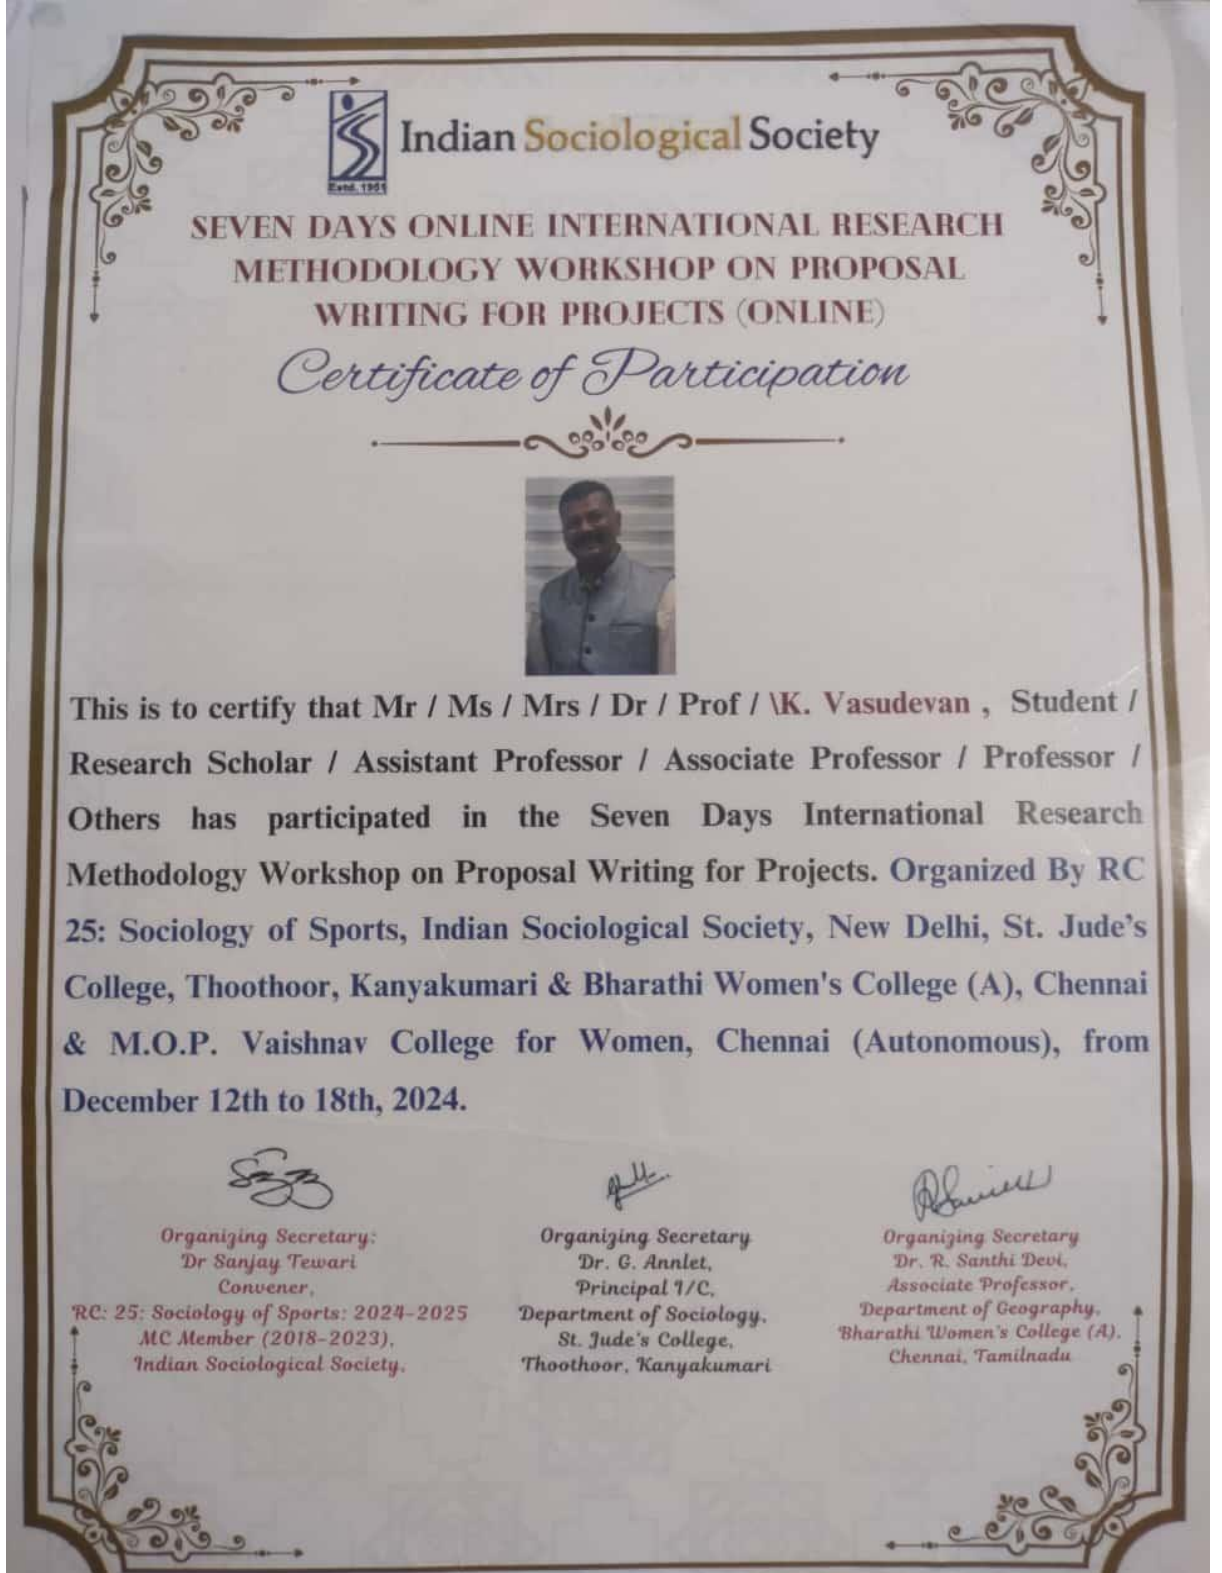 Estd. 1951
Indian Sociological Society
SEVEN DAYS ONLINE INTERNATIONAL RESEARCH
METHODOLOGY WORKSHOP ON PROPOSAL
WRITING FOR PROJECTS (ONLINE)
Certificate of Participation
This is to certify that Mr / Ms / Mrs / Dr / Prof / \K. Vasudevan , Student /
Research Scholar / Assistant Professor / Associate Professor / Professor /
Others has participated in the Seven Days International Research
Methodology Workshop on Proposal Writing for Projects. Organized By RC
25: Sociology of Sports, Indian Sociological Society, New Delhi, St. Jude's
College, Thoothoor, Kanyakumari & Bharathi Women's College (A), Chennai
& M.O.P. Vaishnav College for Women, Chennai (Autonomous), from
December 12th to 18th, 2024.
Organizing Secretary:
Dr Sanjay Tewari
Convener,
RC: 25: Sociology of Sports: 2024-2025
MC Member (2018-2023),
Indian Sociological Society.
Organizing Secretary
Dr. G. Annlet,
Principal I/C,
Department of Sociology,
St. Jude's College,
Thoothoor, Kanyakumari
Organizing Secretary
Dr. R. Santhi Devi,
Associate Professor,
Department of Geography,
Bharathi Women's College (A),
Chennai, Tamilnadu